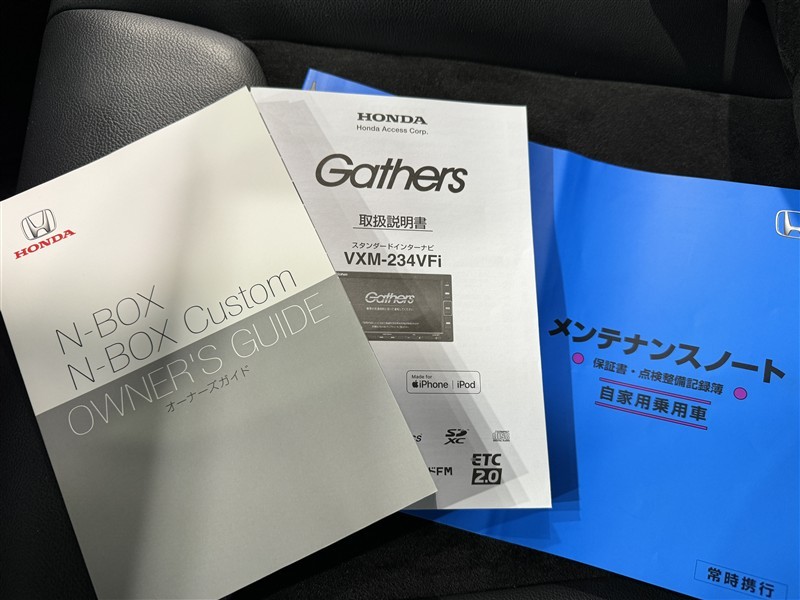 HONDA
N-BOX
N-BOX Custom
OWNER'S GUIDE
オーナーズガイド
HONDA
Honda Access Corp.
Gathers
取扱説明書
スタンダードインターナビ
VXM-234VFi
Gathers
Made for
iPhone iPod
SD
XC
FM
ETC
2.0
メンテナンスノート
保証書・点検整備記録簿
自家用乗用車
常時携行